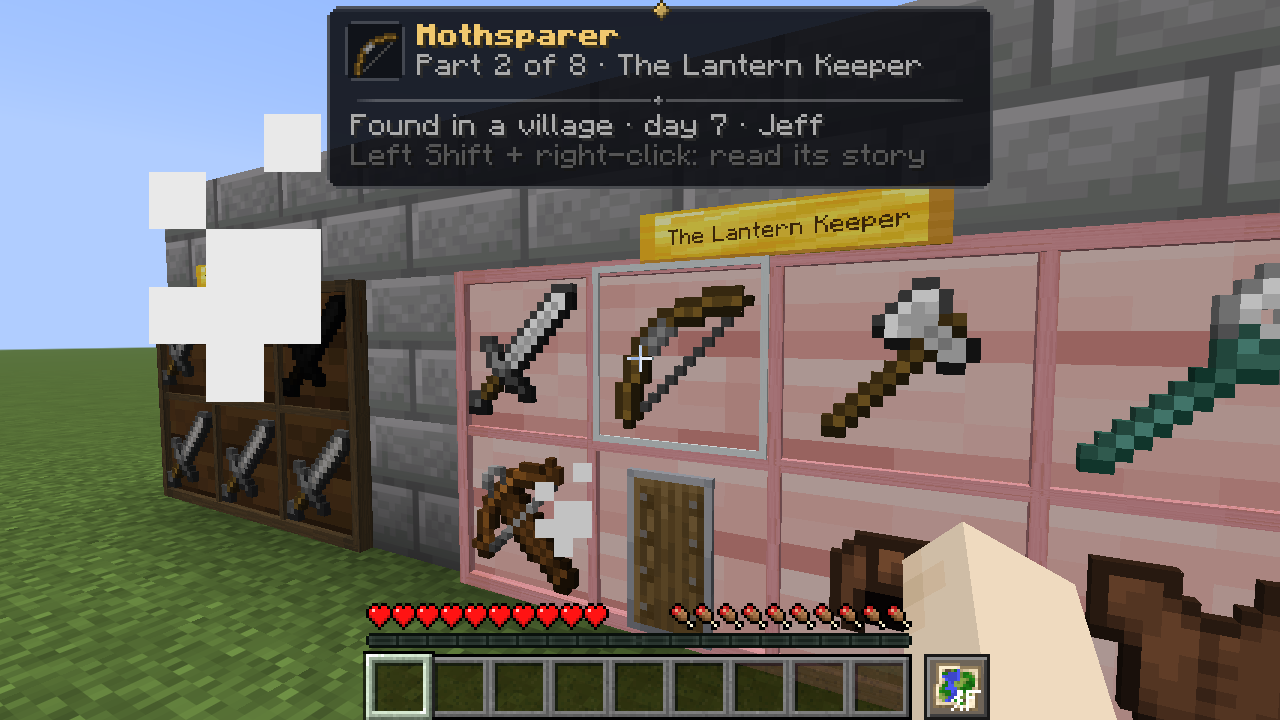 Mothsparer
Part 2 of 8 · The Lantern Keeper
Found in a village · day 7 · Jeff
Left Shift + right-click: read its story
The Lantern Keeper